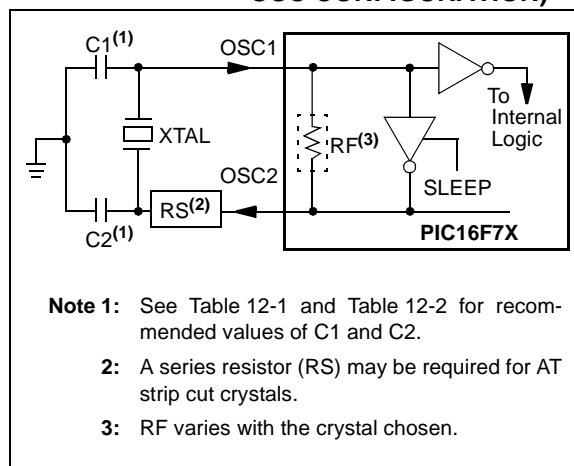 C1(1)
OSC1
To
Internal
Logic
XTAL
RF(3)
OSC2
SLEEP
RS(2)
C2(1)
PIC16F7X
Note 1: See Table 12-1 and Table 12-2 for recom-
mended values of C1 and C2.
2: A series resistor (RS) may be required for AT
strip cut crystals.
3: RF varies with the crystal chosen.